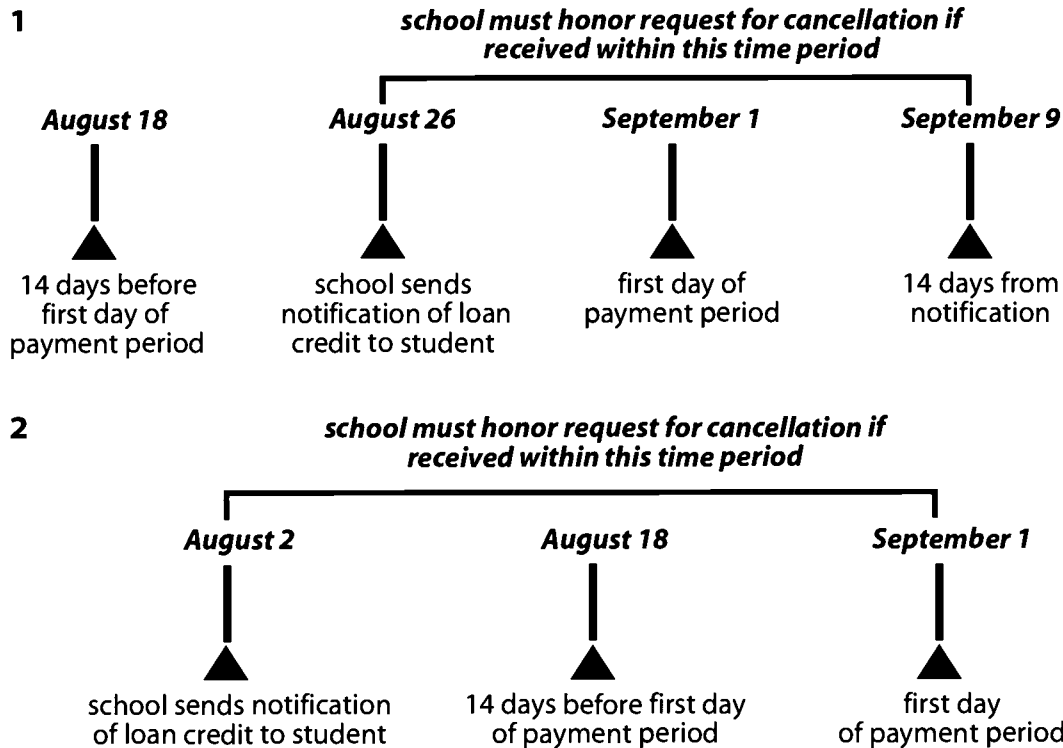 1
school must honor request for cancellation if
received within this time period
August 18
August 26
September 1
September 9
14 days before
first day of
payment period
school sends
notification of loan
credit to student
first day of
payment period
14 days from
notification
2
school must honor request for cancellation if
received within this time period
August 2
August 18
September 1
school sends notification
of loan credit to student
14 days before first day
of payment period
first day
of payment period